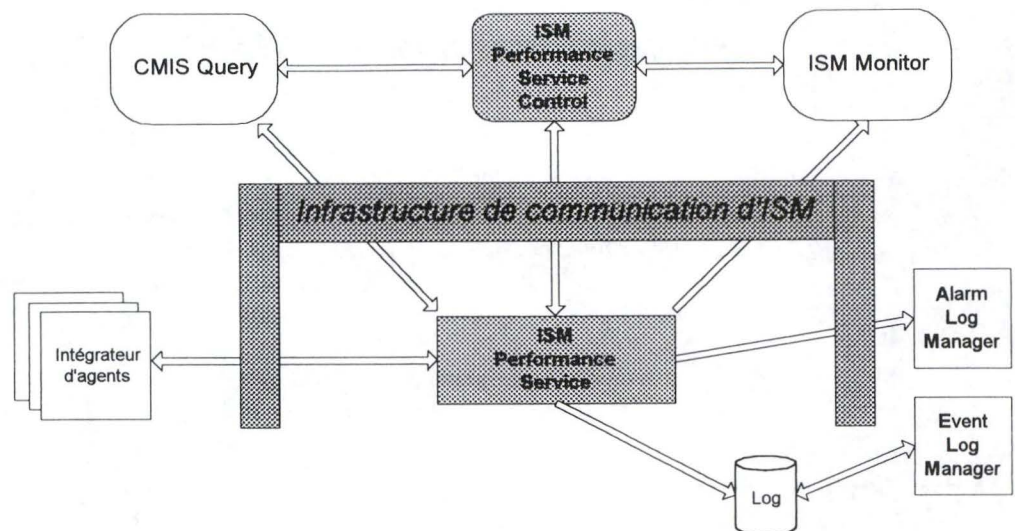 CMIS Query
ISM
Performance
Service
Control
ISM Monitor
Infrastructure de communication d'ISM
Intégrateur
d'agents
ISM
Performance
Service
Alarm
Log
Manager
Event
Log
Manager
Log